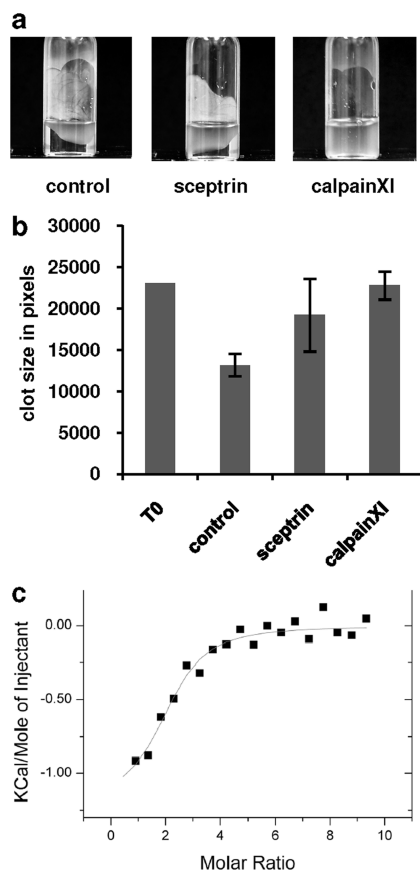 a
control sceptrin calpainXI
b
clot size in pixels
30000
25000
20000
15000
10000
5000
0
T0 control sceptrin calpainXI
c
KCal/Mole of Injectant
0.00
-0.50
-1.00
0 2 4 6 8 10
Molar Ratio